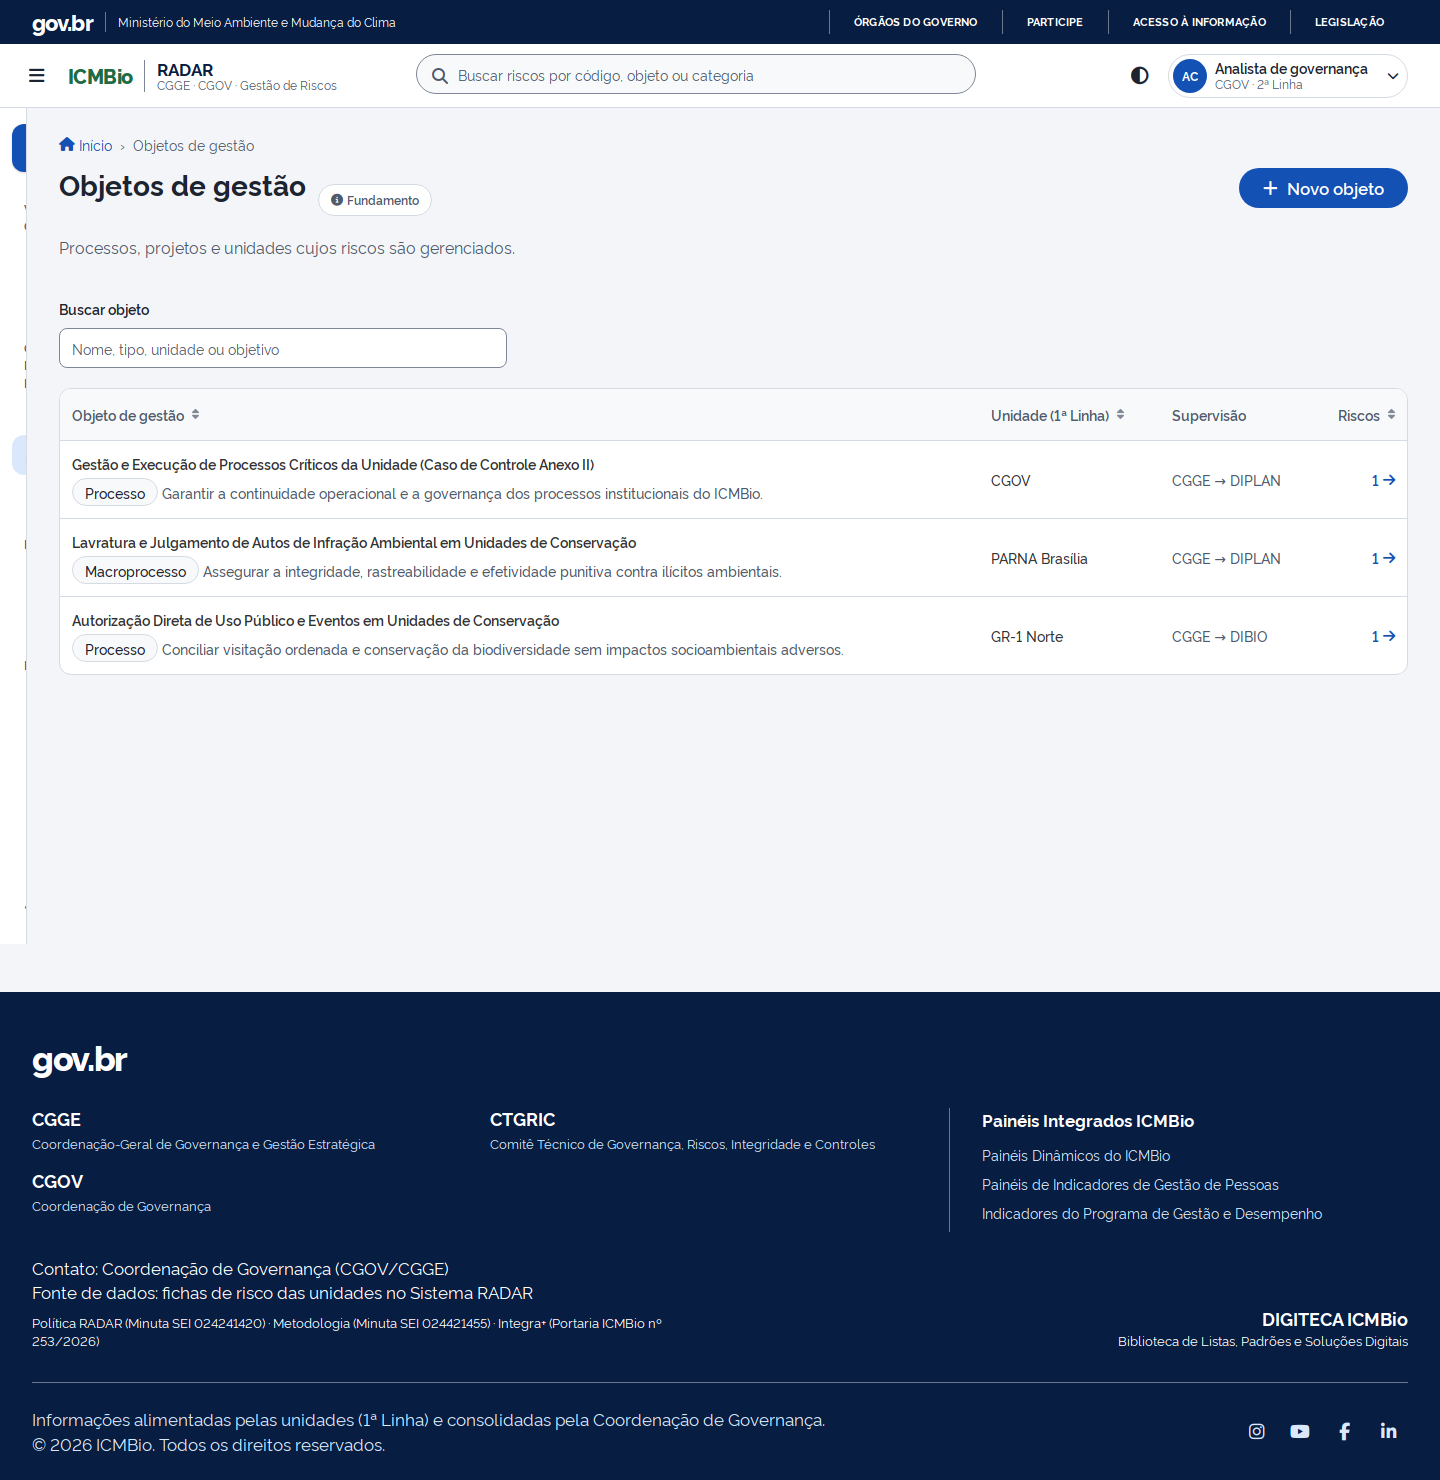 gov.br
Ministério do Meio Ambiente e Mudança do Clima
ÓRGÃOS DO GOVERNO
PARTICIPE
ACESSO À INFORMAÇÃO
LEGISLAÇÃO
ICMBio
RADAR
CGGE · CGOV · Gestão de Riscos
Buscar riscos por código, objeto ou categoria
AC
Analista de governança
CGOV · 2ª Linha
Início › Objetos de gestão
Objetos de gestão
Fundamento
Novo objeto
Processos, projetos e unidades cujos riscos são gerenciados.
Buscar objeto
Nome, tipo, unidade ou objetivo
Objeto de gestão
Unidade (1ª Linha)
Supervisão
Riscos
Gestão e Execução de Processos Críticos da Unidade (Caso de Controle Anexo II)
Processo Garantir a continuidade operacional e a governança dos processos institucionais do ICMBio.
CGOV
CGGE → DIPLAN
1 →
Lavratura e Julgamento de Autos de Infração Ambiental em Unidades de Conservação
Macroprocesso Assegurar a integridade, rastreabilidade e efetividade punitiva contra ilícitos ambientais.
PARNA Brasília
CGGE → DIPLAN
1 →
Autorização Direta de Uso Público e Eventos em Unidades de Conservação
Processo Conciliar visitação ordenada e conservação da biodiversidade sem impactos socioambientais adversos.
GR-1 Norte
CGGE → DIBIO
1 →
gov.br
CGGE
Coordenação-Geral de Governança e Gestão Estratégica
CGOV
Coordenação de Governança
CTGRIC
Comitê Técnico de Governança, Riscos, Integridade e Controles
Painéis Integrados ICMBio
Painéis Dinâmicos do ICMBio
Painéis de Indicadores de Gestão de Pessoas
Indicadores do Programa de Gestão e Desempenho
Contato: Coordenação de Governança (CGOV/CGGE)
Fonte de dados: fichas de risco das unidades no Sistema RADAR
Política RADAR (Minuta SEI 024241420) · Metodologia (Minuta SEI 024421455) · Integra+ (Portaria ICMBio nº
253/2026)
DIGITECA ICMBio
Biblioteca de Listas, Padrões e Soluções Digitais
Informações alimentadas pelas unidades (1ª Linha) e consolidadas pela Coordenação de Governança.
© 2026 ICMBio. Todos os direitos reservados.